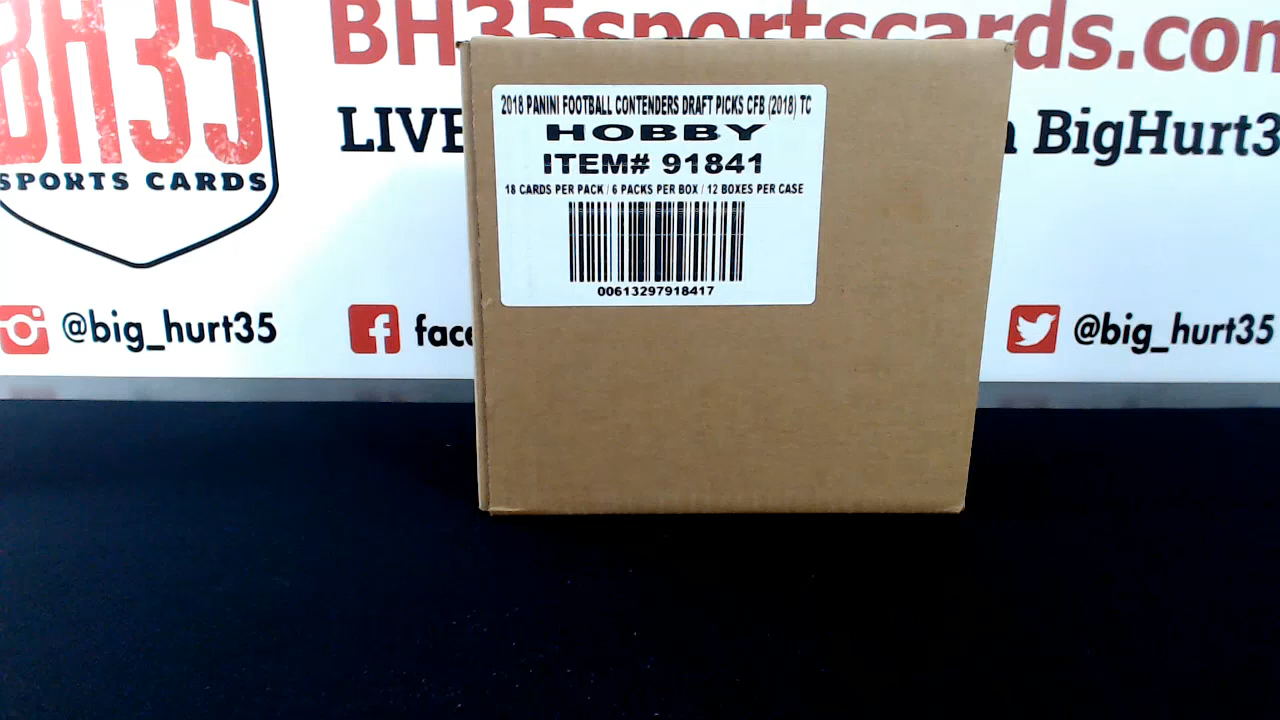 BH35
SPORTS CARDS
BH35sportscards.com
LIVE
BigHurt3
@big_hurt35
@big_hurt35
2018 PANINI FOOTBALL CONTENDERS DRAFT PICKS CFB (2018) TC
HOBBY
ITEM# 91841
18 CARDS PER PACK / 6 PACKS PER BOX / 12 BOXES PER CASE
00613297918417